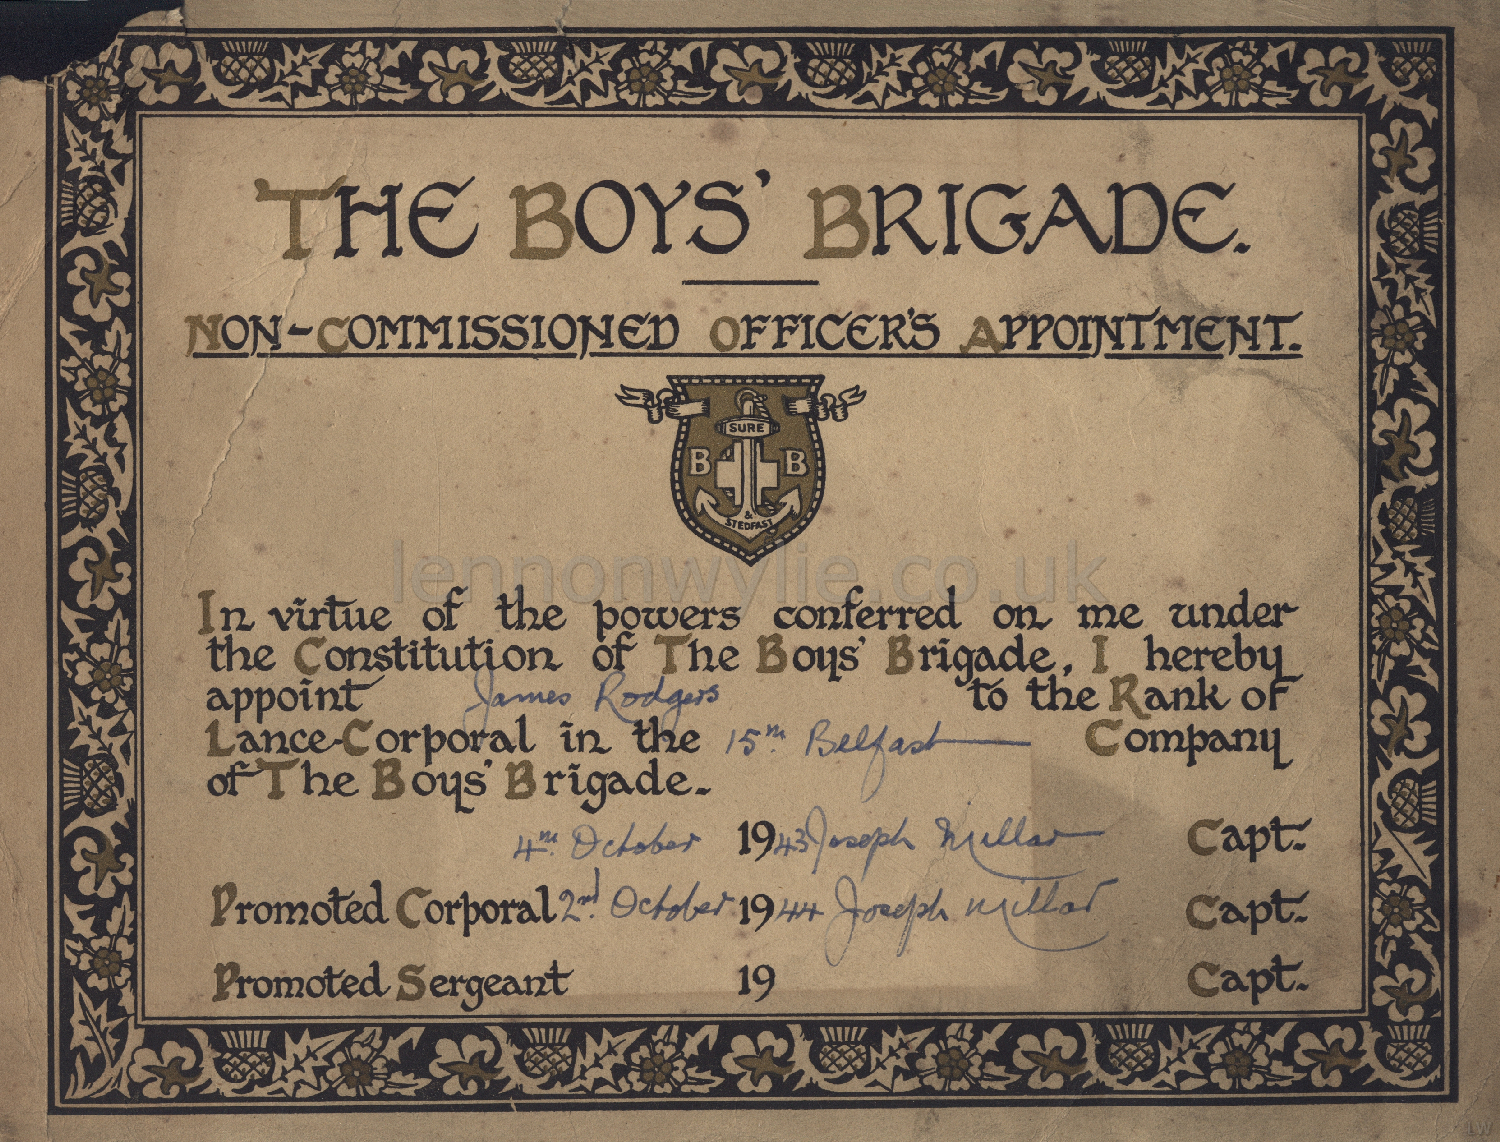 THE BOYS' BRIGADE.
NON-COMMISSIONED OFFICER'S APPOINTMENT.
SURE
B B
&
STEDFAST
lennonwylie.co.uk
In virtue of the powers conferred on me under
the Constitution of The Boys' Brigade, I hereby
appoint James Rodgers to the Rank of
Lance-Corporal in the 15th Belfast Company
of The Boys' Brigade.
4th October 1943 Joseph Millar Capt.
Promoted Corporal 2nd October 1944 Joseph Millar Capt.
Promoted Sergeant 19 Capt.
LW